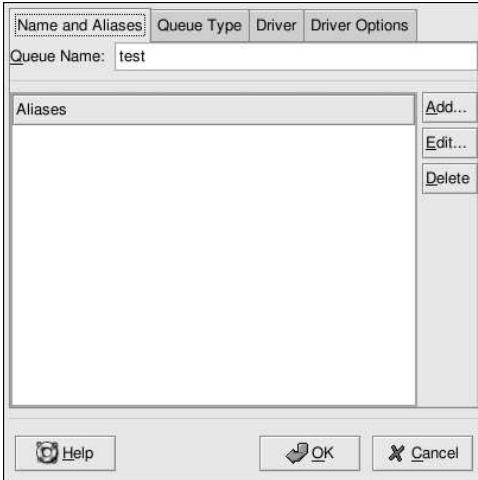 Name and Aliases Queue Type Driver Driver Options
Queue Name: test
Aliases
Add...
Edit...
Delete
Help OK Cancel